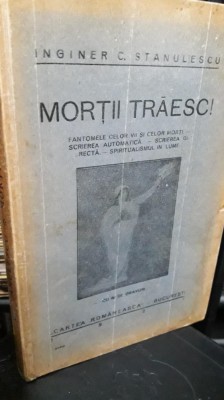 INGINER C. STANULESCU
MORȚII TRĂESC!
FANTOMELE CELOR VII ȘI CELOR MORȚI –
SCRIEREA AUTOMATICĂ. – SCRIEREA DI-
RECTĂ. – SPIRITUALISMUL IN LUME
„CARTEA ROMÂNEASCA" BUCUREȘTI